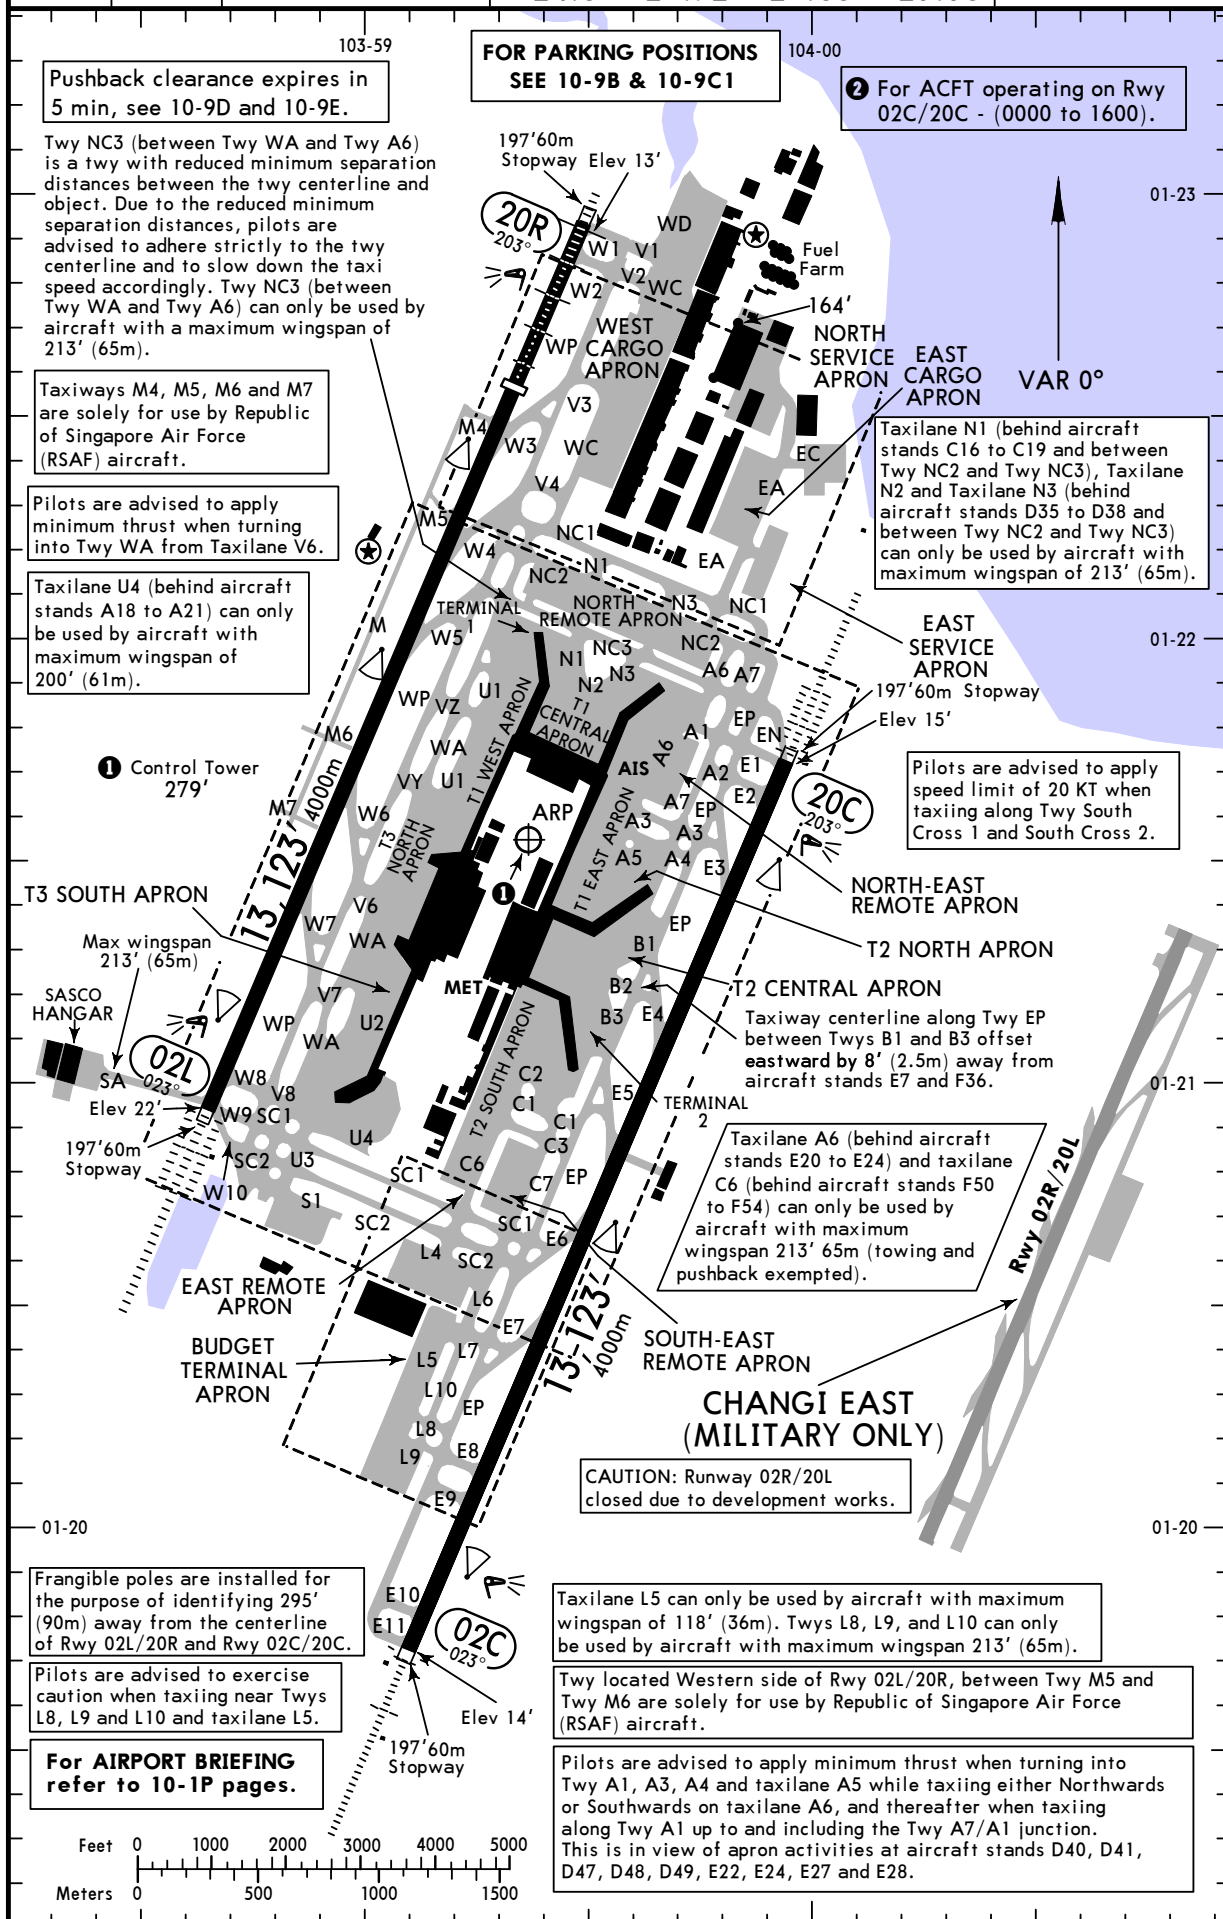 103-59
104-00
FOR PARKING POSITIONS
SEE 10-9B & 10-9C1
Pushback clearance expires in
5 min, see 10-9D and 10-9E.
2 For ACFT operating on Rwy
02C/20C - (0000 to 1600).
Twy NC3 (between Twy WA and Twy A6)
is a twy with reduced minimum separation
distances between the twy centerline and
object. Due to the reduced minimum
separation distances, pilots are
advised to adhere strictly to the twy
centerline and to slow down the taxi
speed accordingly. Twy NC3 (between
Twy WA and Twy A6) can only be used by
aircraft with a maximum wingspan of
213' (65m).
197'60m
Stopway
Elev 13'
20R
203°
01-23
WD
W1
V1
V2
WC
W2
Fuel
Farm
164'
WEST
CARGO
APRON
WP
NORTH
SERVICE
APRON
EAST
CARGO
APRON
VAR 0°
Taxiways M4, M5, M6 and M7
are solely for use by Republic
of Singapore Air Force
(RSAF) aircraft.
V3
M4
W3
WC
V4
EC
EA
Taxilane N1 (behind aircraft
stands C16 to C19 and between
Twy NC2 and Twy NC3), Taxilane
N2 and Taxilane N3 (behind
aircraft stands D35 to D38 and
between Twy NC2 and Twy NC3)
can only be used by aircraft with
maximum wingspan of 213' (65m).
Pilots are advised to apply
minimum thrust when turning
into Twy WA from Taxilane V6.
M5
NC1
W4
N1
EA
NC2
Taxilane U4 (behind aircraft
stands A18 to A21) can only
be used by aircraft with
maximum wingspan of
200' (61m).
TERMINAL
1
NORTH
REMOTE APRON
N3
NC1
M
W5
NC3
NC2
N1
N3
N2
A6
A7
EAST
SERVICE
APRON
01-22
197'60m Stopway
Elev 15'
WP
VZ
U1
T1 WEST APRON
T1
CENTRAL
APRON
A1
EP
EN
M6
WA
A6
AIS
A2
E1
E2
1 Control Tower
279'
VY
U1
20C
203°
Pilots are advised to apply
speed limit of 20 KT when
taxiing along Twy South
Cross 1 and South Cross 2.
M7
13,123'
4000m
W6
T3
NORTH
APRON
ARP
A7
EP
A3
A3
A5
A4
E3
T1 EAST APRON
1
T3 SOUTH APRON
V6
W7
WA
NORTH-EAST
REMOTE APRON
EP
B1
T2 NORTH APRON
Max wingspan
213' (65m)
SASCO
HANGAR
V7
MET
B2
T2 CENTRAL APRON
WP
U2
WA
B3
E4
Taxiway centerline along Twy EP
between Twys B1 and B3 offset
eastward by 8' (2.5m) away from
aircraft stands E7 and F36.
02L
023°
SA
W8
V8
T2 SOUTH APRON
C2
C1
E5
01-21
Elev 22'
W9
SC1
C1
TERMINAL
2
197'60m
Stopway
U4
C3
SC2
U3
SC1
C6
EP
C7
Taxilane A6 (behind aircraft
stands E20 to E24) and taxilane
C6 (behind aircraft stands F50
to F54) can only be used by
aircraft with maximum
wingspan 213' 65m (towing and
pushback exempted).
Rwy 02R/20L
W10
S1
SC2
SC1
E6
L4
SC2
EAST REMOTE
APRON
L6
E7
13,123'
4000m
BUDGET
TERMINAL
APRON
L5
L7
SOUTH-EAST
REMOTE APRON
L10
EP
CHANGI EAST
(MILITARY ONLY)
L8
L9
E8
CAUTION: Runway 02R/20L
closed due to development works.
E9
01-20
01-20
Frangible poles are installed for
the purpose of identifying 295'
(90m) away from the centerline
of Rwy 02L/20R and Rwy 02C/20C.
E10
E11
02C
023°
Taxilane L5 can only be used by aircraft with maximum
wingspan of 118' (36m). Twys L8, L9, and L10 can only
be used by aircraft with maximum wingspan 213' (65m).
Pilots are advised to exercise
caution when taxiing near Twys
L8, L9 and L10 and taxilane L5.
Elev 14'
197'60m
Stopway
Twy located Western side of Rwy 02L/20R, between Twy M5 and
Twy M6 are solely for use by Republic of Singapore Air Force
(RSAF) aircraft.
For AIRPORT BRIEFING
refer to 10-1P pages.
Pilots are advised to apply minimum thrust when turning into
Twy A1, A3, A4 and taxilane A5 while taxiing either Northwards
or Southwards on taxilane A6, and thereafter when taxiing
along Twy A1 up to and including the Twy A7/A1 junction.
This is in view of apron activities at aircraft stands D40, D41,
D47, D48, D49, E22, E24, E27 and E28.
Feet 0 1000 2000 3000 4000 5000
Meters 0 500 1000 1500